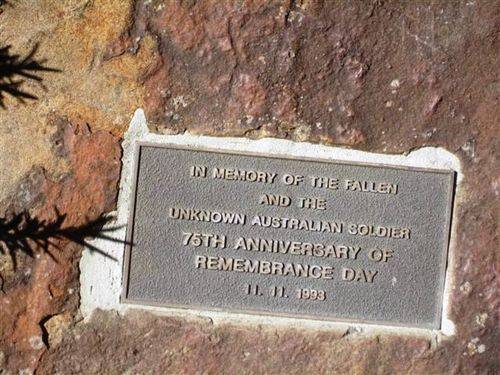 IN MEMORY OF THE FALLEN
AND THE
UNKNOWN AUSTRALIAN SOLDIER
75TH ANNIVERSARY OF
REMEMBRANCE DAY
11. 11. 1993